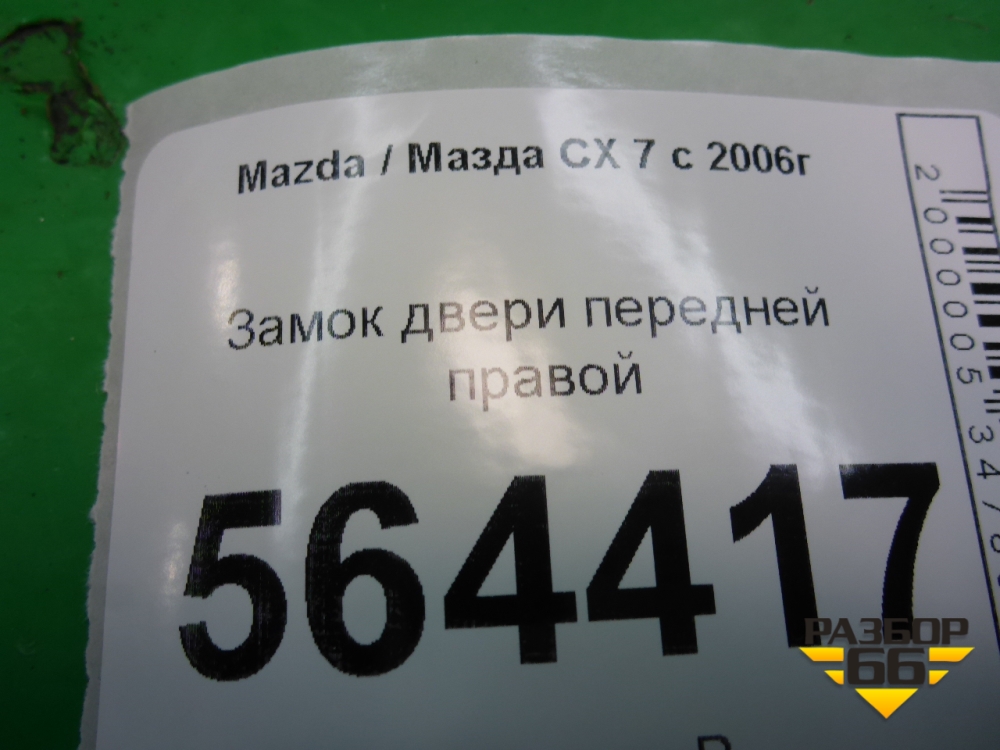 Mazda / Мазда CX 7 с 2006г
Замок двери передней
правой
564417
РАЗБОР
66